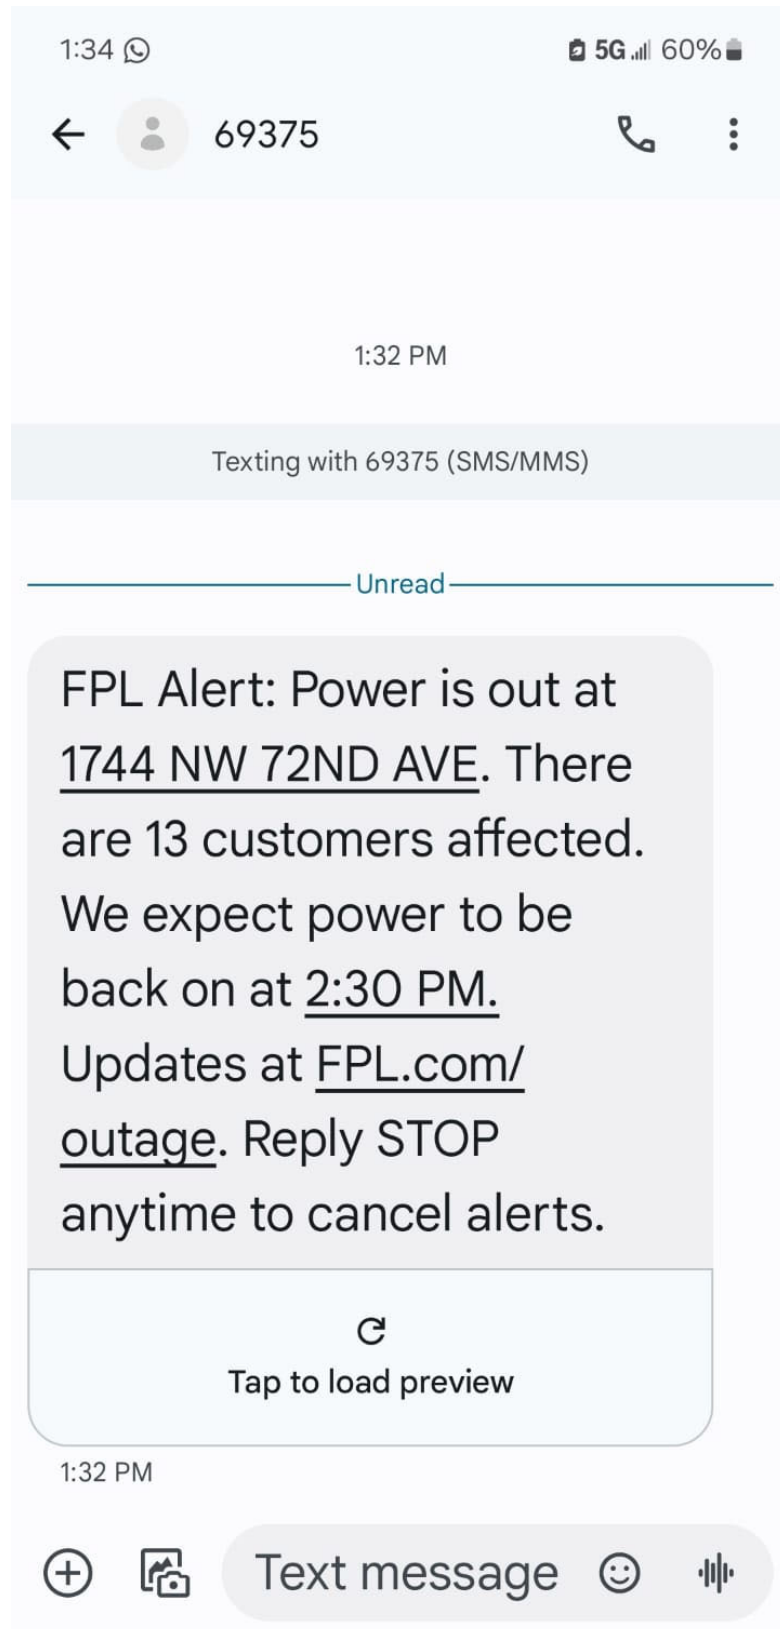 1:34 5G 60%
69375
1:32 PM
Texting with 69375 (SMS/MMS)
Unread
FPL Alert: Power is out at
1744 NW 72ND AVE. There
are 13 customers affected.
We expect power to be
back on at 2:30 PM.
Updates at FPL.com/
outage. Reply STOP
anytime to cancel alerts.
Tap to load preview
1:32 PM
Text message